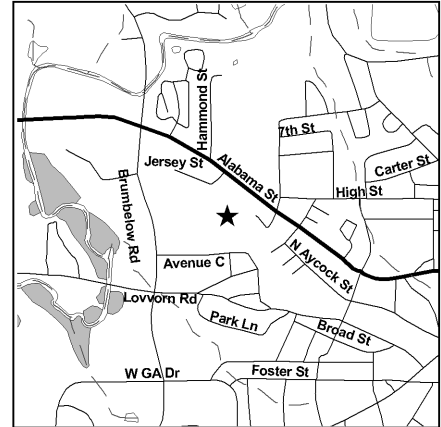 Hammond St
7th St
Alabama St
Jersey St
Carter St
High St
Brumbelow Rd
N Aycock St
Avenue C
Lovvorn Rd
Park Ln
Broad St
W GA Dr
Foster St